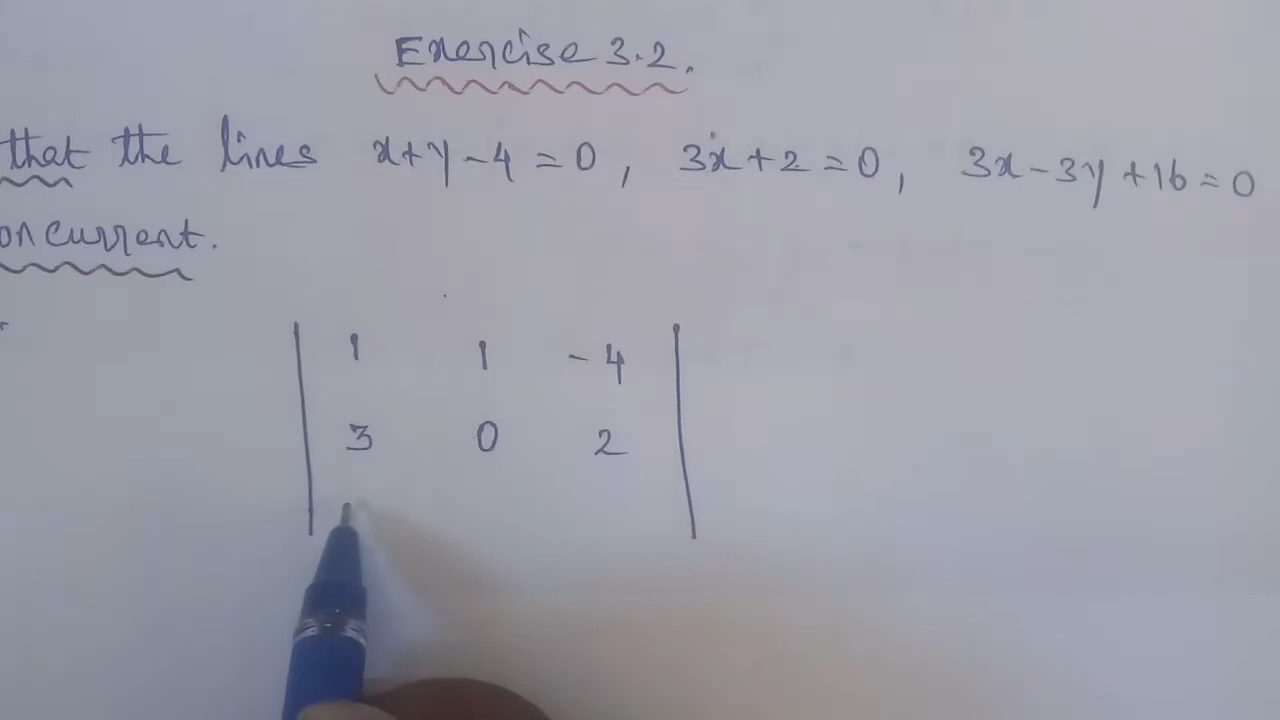 Exercise 3.2.
that the lines x+y-4=0, 3x+2=0, 3x-3y+16=0
oncurrent.
1 1 -4
3 0 2